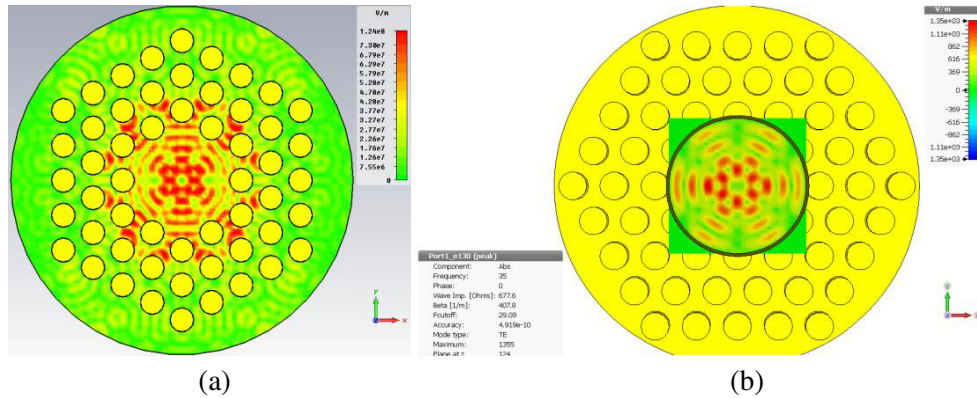 V/m
1.24e8
7.30e7
6.79e7
6.29e7
5.79e7
5.28e7
4.78e7
4.28e7
3.77e7
3.27e7
2.77e7
2.26e7
1.76e7
1.26e7
7.55e6
0
y
x
Port1_e130 (peak)
Component: Abs
Frequency: 35
Phase: 0
Wave Imp. [Ohms]: 677.6
Beta [1/m]: 407.8
Fcutoff: 29.09
Accuracy: 4.919e-10
Mode type: TE
Maximum: 1355
Plane at z 124
V/m
1.35e+03
1.11e+03
862
616
369
0
-369
-616
-862
1.11e+03
1.35e+03
(a)
(b)